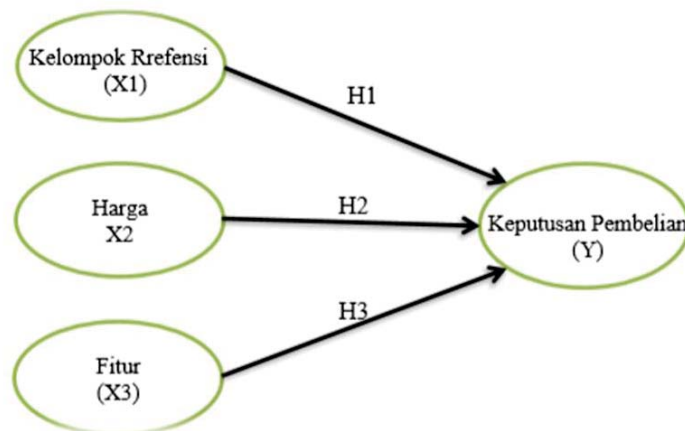 Kelompok Rrefensi
(X1)
H1
Harga
X2
H2
Keputusan Pembelian
(Y)
H3
Fitur
(X3)